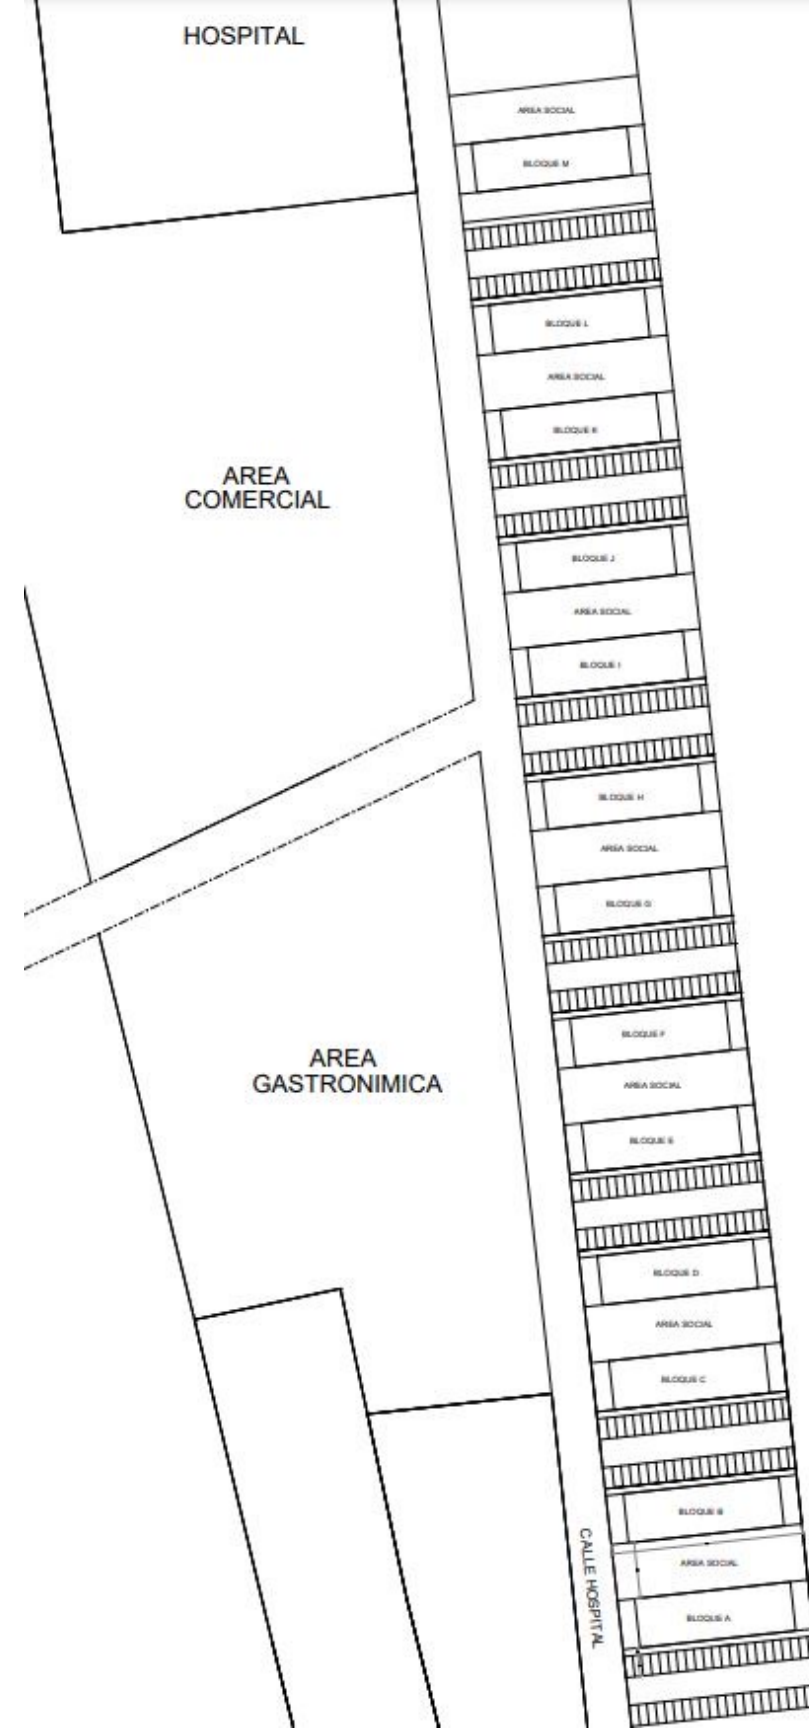 HOSPITAL
AREA SOCIAL
BLOQUE M
BLOQUE L
AREA SOCIAL
BLOQUE K
AREA
COMERCIAL
BLOQUE J
AREA SOCIAL
BLOQUE I
BLOQUE H
AREA SOCIAL
BLOQUE G
BLOQUE F
AREA
GASTRONIMICA
AREA SOCIAL
BLOQUE E
BLOQUE D
AREA SOCIAL
BLOQUE C
BLOQUE B
AREA SOCIAL
CALLE HOSPITAL
BLOQUE A